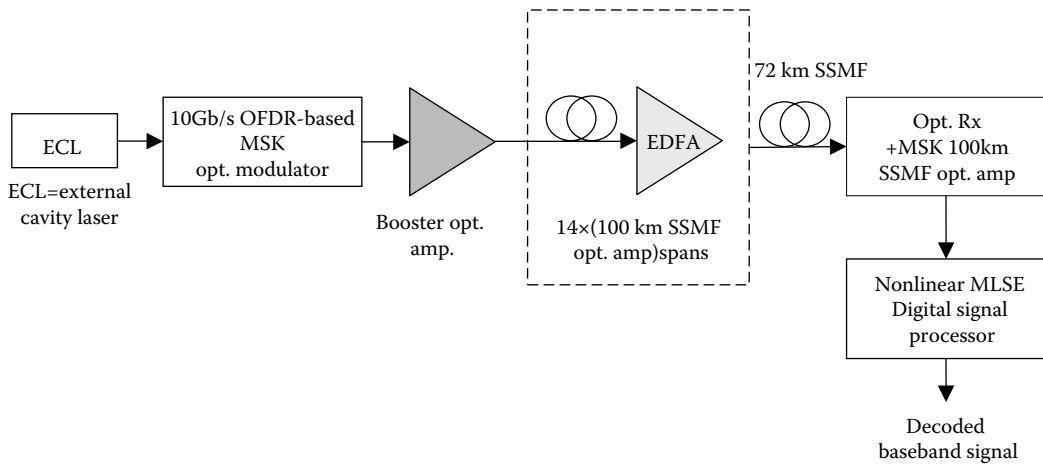 ECL
ECL=external
cavity laser
10Gb/s OFDR-based
MSK
opt. modulator
Booster opt.
amp.
EDFA
14×(100 km SSMF
opt. amp)spans
72 km SSMF
Opt. Rx
+MSK 100km
SSMF opt. amp
Nonlinear MLSE
Digital signal
processor
Decoded
baseband signal